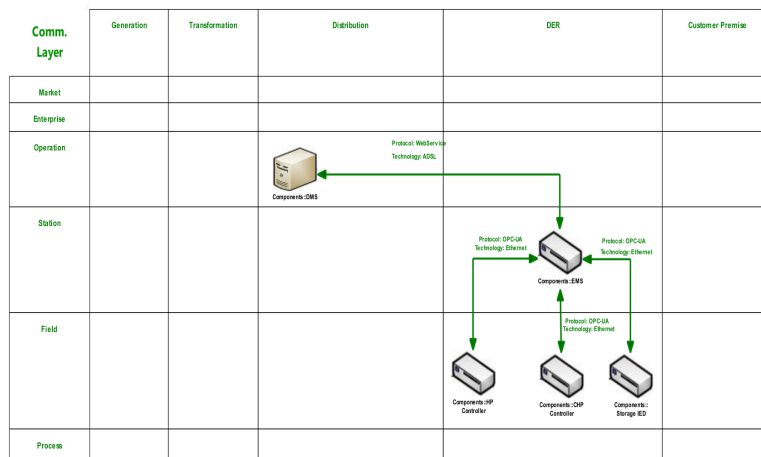 Comm.
Layer
Generation
Transformation
Distribution
DER
Customer Premise
Market
Enterprise
Operation
Protocol: WebService
Technology: ADSL
Components::DMS
Station
Protocol: OPC-UA
Technology: Ethernet
Protocol: OPC-UA
Technology: Ethernet
Components::EMS
Field
Protocol: OPC-UA
Technology: Ethernet
Components::HP
Controller
Components::CHP
Controller
Components::
Storage IED
Process